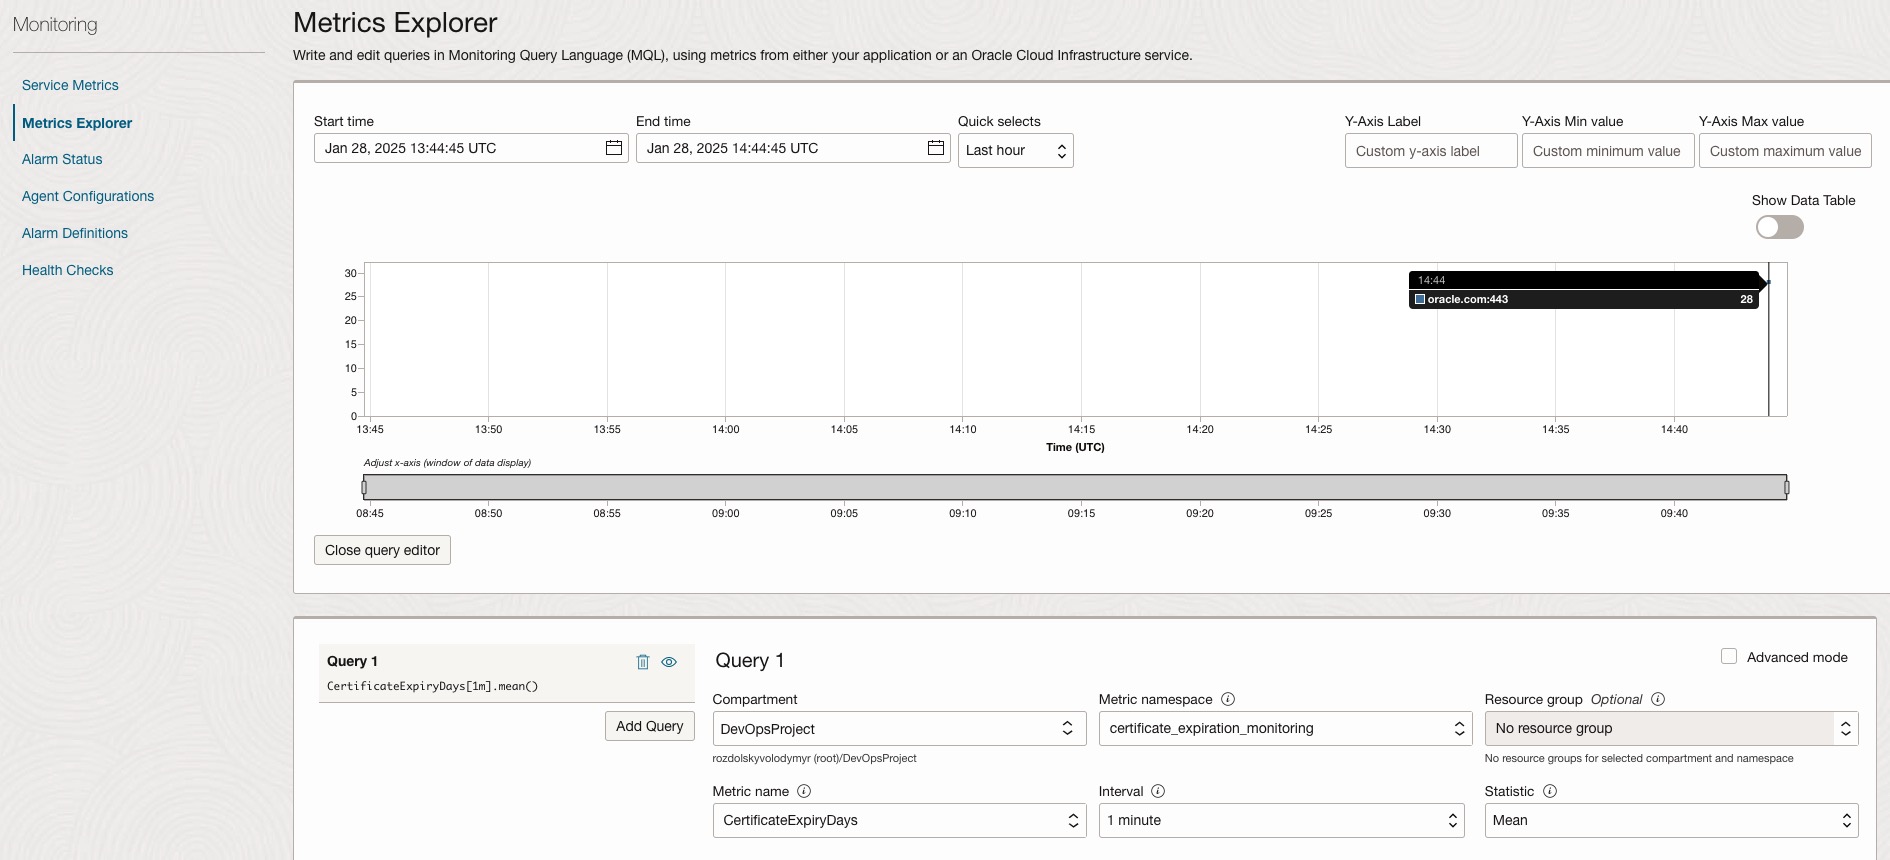 Monitoring
Service Metrics
Metrics Explorer
Alarm Status
Agent Configurations
Alarm Definitions
Health Checks
Metrics Explorer
Write and edit queries in Monitoring Query Language (MQL), using metrics from either your application or an Oracle Cloud Infrastructure service.
Start time End time Quick selects Y-Axis Label Y-Axis Min value Y-Axis Max value
Jan 28, 2025 13:44:45 UTC Jan 28, 2025 14:44:45 UTC Last hour Custom y-axis label Custom minimum value Custom maximum value
Show Data Table
30
25
20
15
10
5
0
14:44
oracle.com:443 28
13:45 13:50 13:55 14:00 14:05 14:10 14:15 14:20 14:25 14:30 14:35 14:40
Time (UTC)
Adjust x-axis (window of data display)
08:45 08:50 08:55 09:00 09:05 09:10 09:15 09:20 09:25 09:30 09:35 09:40
Close query editor
Query 1
CertificateExpiryDays[1m].mean()
Add Query
Query 1 Advanced mode
Compartment Metric namespace Resource group Optional
DevOpsProject certificate_expiration_monitoring No resource group
rozdolskyvolodymyr (root)/DevOpsProject No resource groups for selected compartment and namespace
Metric name Interval Statistic
CertificateExpiryDays 1 minute Mean